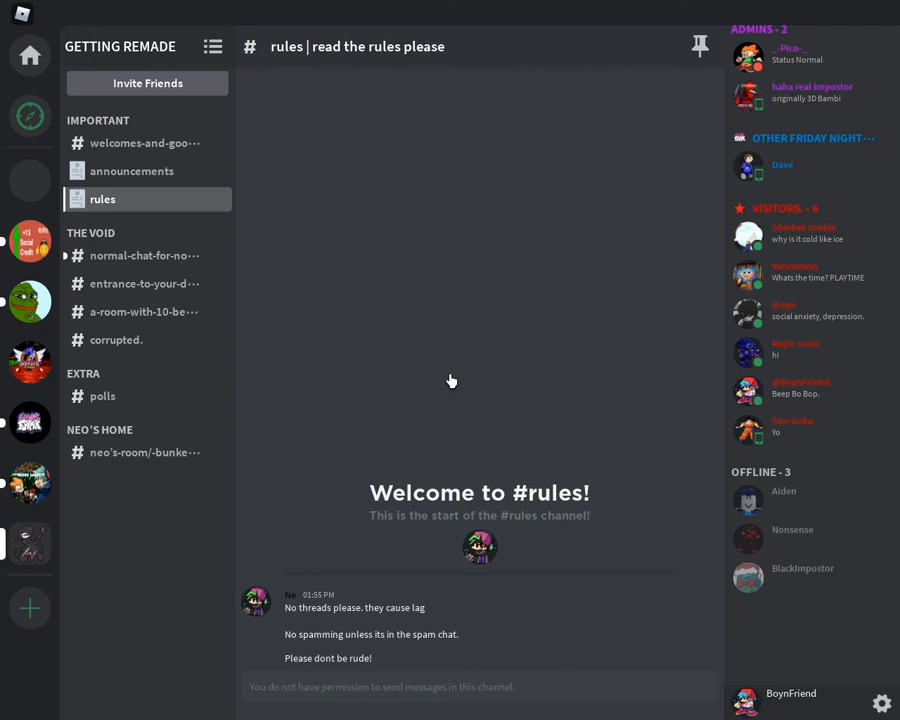 GETTING REMADE
Invite Friends
IMPORTANT
# welcomes-and-goo···
announcements
rules
THE VOID
# normal-chat-for-no···
# entrance-to-your-d···
# a-room-with-10-be···
# corrupted.
EXTRA
# polls
NEO'S HOME
# neo's-room/-bunke···
# rules | read the rules please
Welcome to #rules!
This is the start of the #rules channel!
Ne 01:55 PM
No threads please. they cause lag
No spamming unless its in the spam chat.
Please dont be rude!
You do not have permission to send messages in this channel.
ADMINS - 2
_-Pico-_
Status Normal
haha real impostor
originally 3D Bambi
OTHER FRIDAY NIGHT···
Dave
VISITORS. - 6
Sherbet cookie
why is it cold like ice
Whats the time? PLAYTIME
social anxiety, depression.
Majin sonic
hi
@BoynFriend
Beep Bo Bop.
Son Goku
Yo
OFFLINE - 3
Aiden
Nonsense
BlackImpostor
BoynFriend
+15
Social
Credit